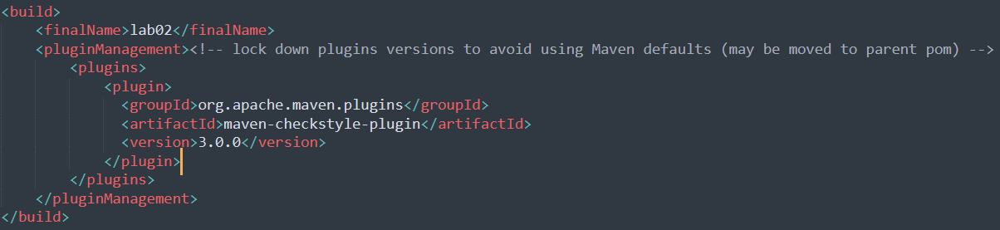 <build>
<finalName>lab02</finalName>
<pluginManagement><!-- lock down plugins versions to avoid using Maven defaults (may be moved to parent pom) -->
<plugins>
<plugin>
<groupId>org.apache.maven.plugins</groupId>
<artifactId>maven-checkstyle-plugin</artifactId>
<version>3.0.0</version>
</plugin>
</plugins>
</pluginManagement>
</build>